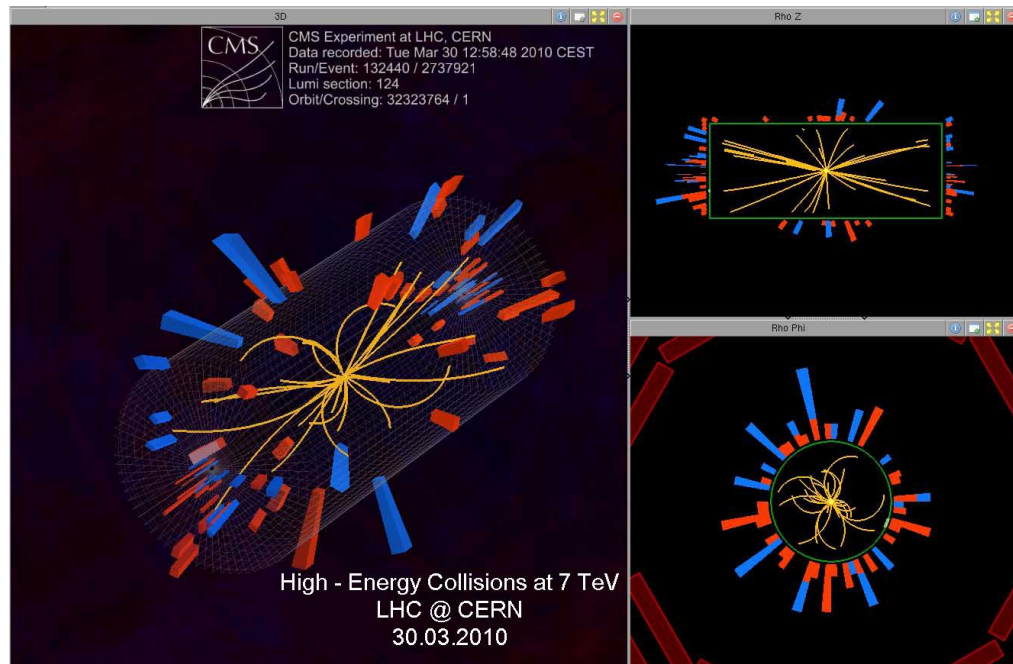 3D
CMS
CMS Experiment at LHC, CERN
Data recorded: Tue Mar 30 12:58:48 2010 CEST
Run/Event: 132440 / 2737921
Lumi section: 124
Orbit/Crossing: 32323764 / 1
High - Energy Collisions at 7 TeV
LHC @ CERN
30.03.2010
Rho Z
Rho Phi